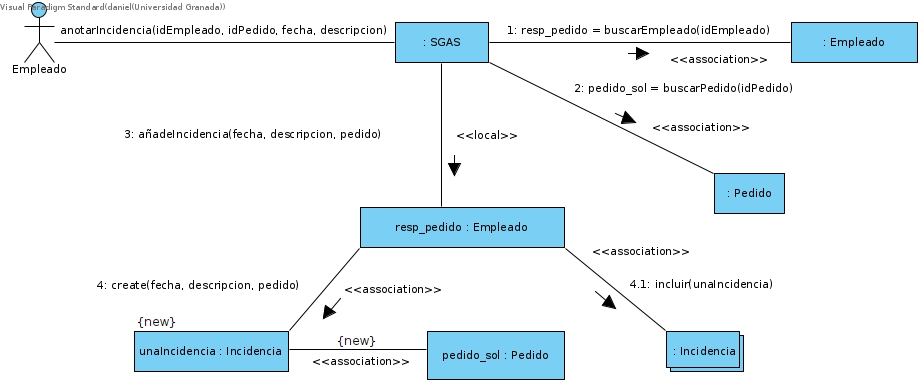 Visual Paradigm Standard(daniel(Universidad Granada))
Empleado
anotarIncidencia(idEmpleado, idPedido, fecha, descripcion)
: SGAS
1: resp_pedido = buscarEmpleado(idEmpleado)
<<association>>
: Empleado
2: pedido_sol = buscarPedido(idPedido)
<<association>>
: Pedido
3: añadeIncidencia(fecha, descripcion, pedido)
<<local>>
resp_pedido : Empleado
4: create(fecha, descripcion, pedido)
<<association>>
<<association>>
4.1: incluir(unaIncidencia)
{new}
unaIncidencia : Incidencia
{new}
<<association>>
pedido_sol : Pedido
: Incidencia